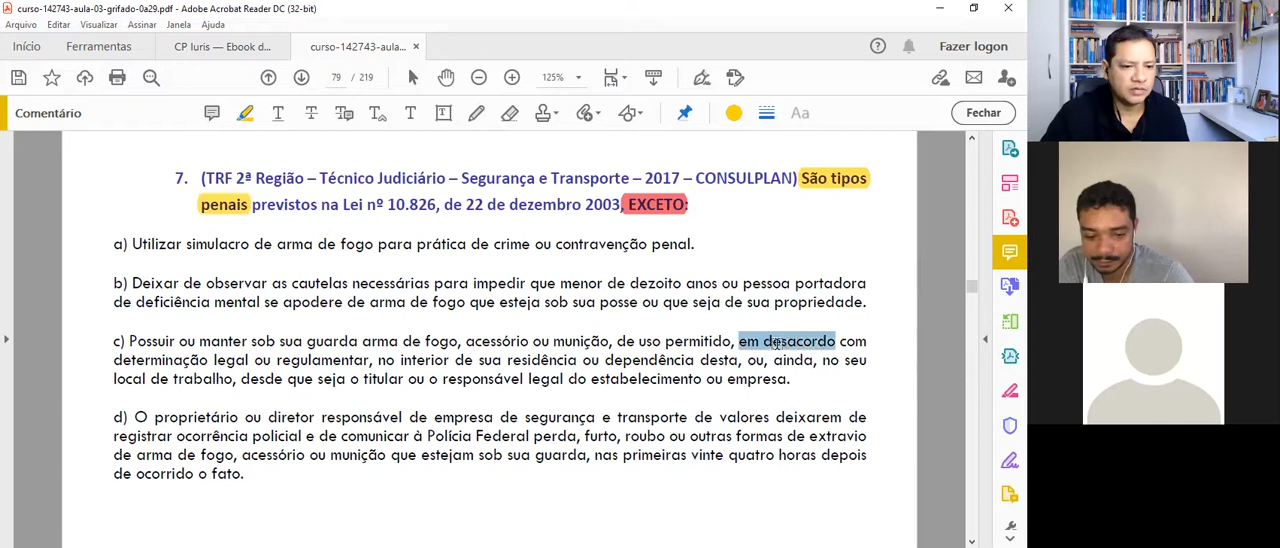 curso-142743-aula-03-grifado-0a29.pdf - Adobe Acrobat Reader DC (32-bit)
Arquivo Editar Visualizar Assinar Janela Ajuda
Início Ferramentas CP Iuris – Ebook d... curso-142743-aula... × Fazer logon
79 / 219 125%
Comentário Aa Fechar
7. (TRF 2ª Região – Técnico Judiciário – Segurança e Transporte – 2017 – CONSULPLAN) São tipos
penais previstos na Lei nº 10.826, de 22 de dezembro 2003, EXCETO:
a) Utilizar simulacro de arma de fogo para prática de crime ou contravenção penal.
b) Deixar de observar as cautelas necessárias para impedir que menor de dezoito anos ou pessoa portadora
de deficiência mental se apodere de arma de fogo que esteja sob sua posse ou que seja de sua propriedade.
c) Possuir ou manter sob sua guarda arma de fogo, acessório ou munição, de uso permitido, em desacordo com
determinação legal ou regulamentar, no interior de sua residência ou dependência desta, ou, ainda, no seu
local de trabalho, desde que seja o titular ou o responsável legal do estabelecimento ou empresa.
d) O proprietário ou diretor responsável de empresa de segurança e transporte de valores deixarem de
registrar ocorrência policial e de comunicar à Polícia Federal perda, furto, roubo ou outras formas de extravio
de arma de fogo, acessório ou munição que estejam sob sua guarda, nas primeiras vinte quatro horas depois
de ocorrido o fato.